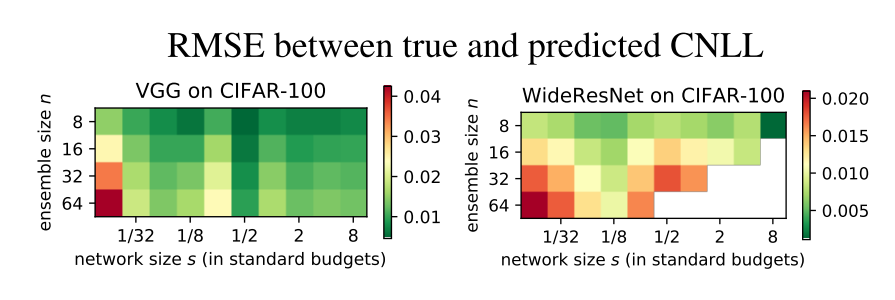 RMSE between true and predicted CNLL
VGG on CIFAR-100
ensemble size n
8
16
32
64
1/32 1/8 1/2 2 8
network size s (in standard budgets)
0.04
0.03
0.02
0.01
WideResNet on CIFAR-100
ensemble size n
8
16
32
64
1/32 1/8 1/2 2 8
network size s (in standard budgets)
0.020
0.015
0.010
0.005